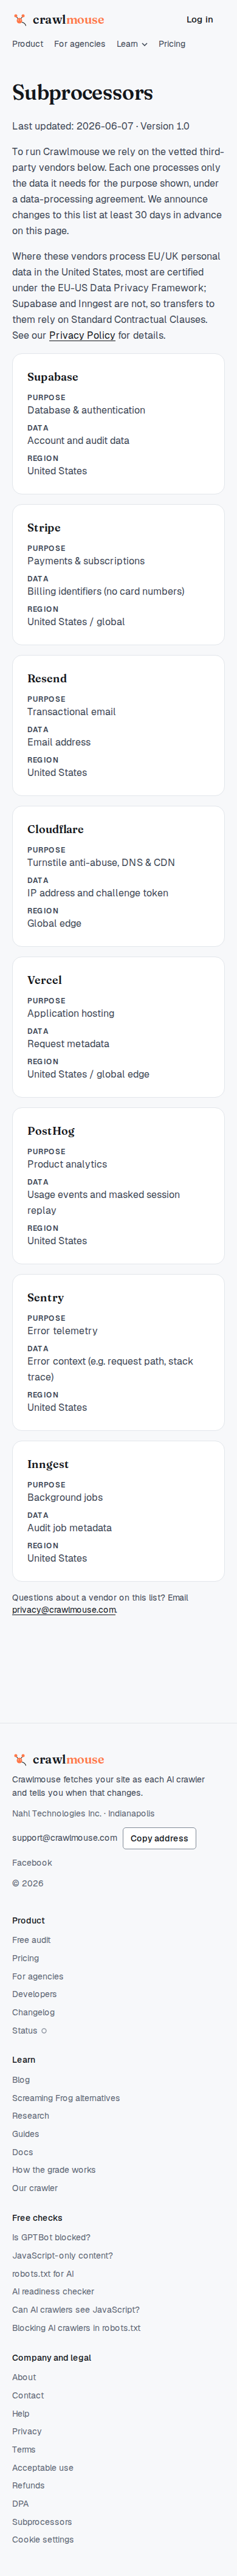 crawlmouse
Log in
Product
For agencies
Learn
Pricing
Subprocessors
Last updated: 2026-06-07 · Version 1.0
To run Crawlmouse we rely on the vetted third-
party vendors below. Each one processes only
the data it needs for the purpose shown, under
a data-processing agreement. We announce
changes to this list at least 30 days in advance
on this page.
Where these vendors process EU/UK personal
data in the United States, most are certified
under the EU-US Data Privacy Framework;
Supabase and Inngest are not, so transfers to
them rely on Standard Contractual Clauses.
See our Privacy Policy for details.
Supabase
PURPOSE
Database & authentication
DATA
Account and audit data
REGION
United States
Stripe
PURPOSE
Payments & subscriptions
DATA
Billing identifiers (no card numbers)
REGION
United States / global
Resend
PURPOSE
Transactional email
DATA
Email address
REGION
United States
Cloudflare
PURPOSE
Turnstile anti-abuse, DNS & CDN
DATA
IP address and challenge token
REGION
Global edge
Vercel
PURPOSE
Application hosting
DATA
Request metadata
REGION
United States / global edge
PostHog
PURPOSE
Product analytics
DATA
Usage events and masked session
replay
REGION
United States
Sentry
PURPOSE
Error telemetry
DATA
Error context (e.g. request path, stack
trace)
REGION
United States
Inngest
PURPOSE
Background jobs
DATA
Audit job metadata
REGION
United States
Questions about a vendor on this list? Email
privacy@crawlmouse.com.
crawlmouse
Crawlmouse fetches your site as each AI crawler
and tells you when that changes.
Nahl Technologies Inc. · Indianapolis
support@crawlmouse.com
Copy address
Facebook
© 2026
Product
Free audit
Pricing
For agencies
Developers
Changelog
Status
Learn
Blog
Screaming Frog alternatives
Research
Guides
Docs
How the grade works
Our crawler
Free checks
Is GPTBot blocked?
JavaScript-only content?
robots.txt for AI
AI readiness checker
Can AI crawlers see JavaScript?
Blocking AI crawlers in robots.txt
Company and legal
About
Contact
Help
Privacy
Terms
Acceptable use
Refunds
DPA
Subprocessors
Cookie settings